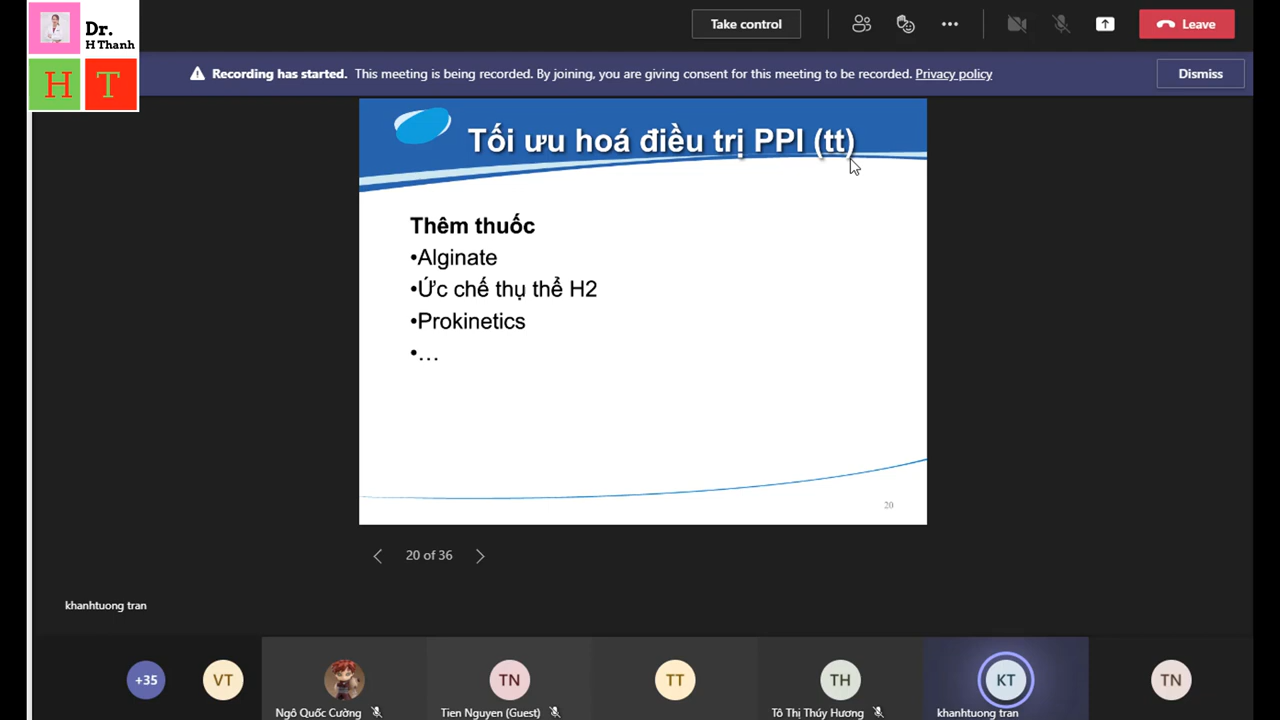 Dr.
H Thanh
H T
Take control
Leave
Recording has started. This meeting is being recorded. By joining, you are giving consent for this meeting to be recorded. Privacy policy
Dismiss
Tối ưu hoá điều trị PPI (tt)
Thêm thuốc
•Alginate
•Ức chế thụ thể H2
•Prokinetics
•...
20
20 of 36
khanhtuong tran
+35
VT
TN
TT
TH
KT
TN
Ngô Quốc Cường
Tien Nguyen (Guest)
Tô Thị Thúy Hương
khanhtuong tran